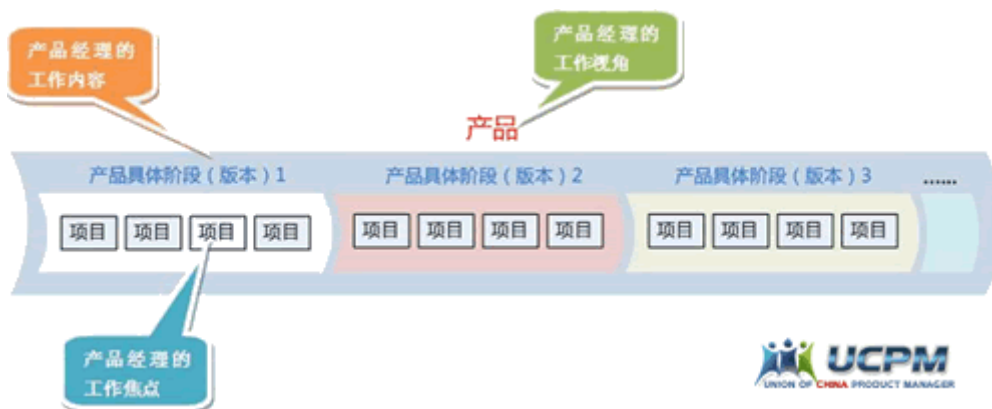 产品经理的
工作内容
产品经理的
工作视角
产品
产品具体阶段（版本）1
产品具体阶段（版本）2
产品具体阶段（版本）3
......
项目 项目 项目 项目
项目 项目 项目 项目
项目 项目 项目 项目
产品经理的
工作焦点
UCPM
UNION OF CHINA PRODUCT MANAGER